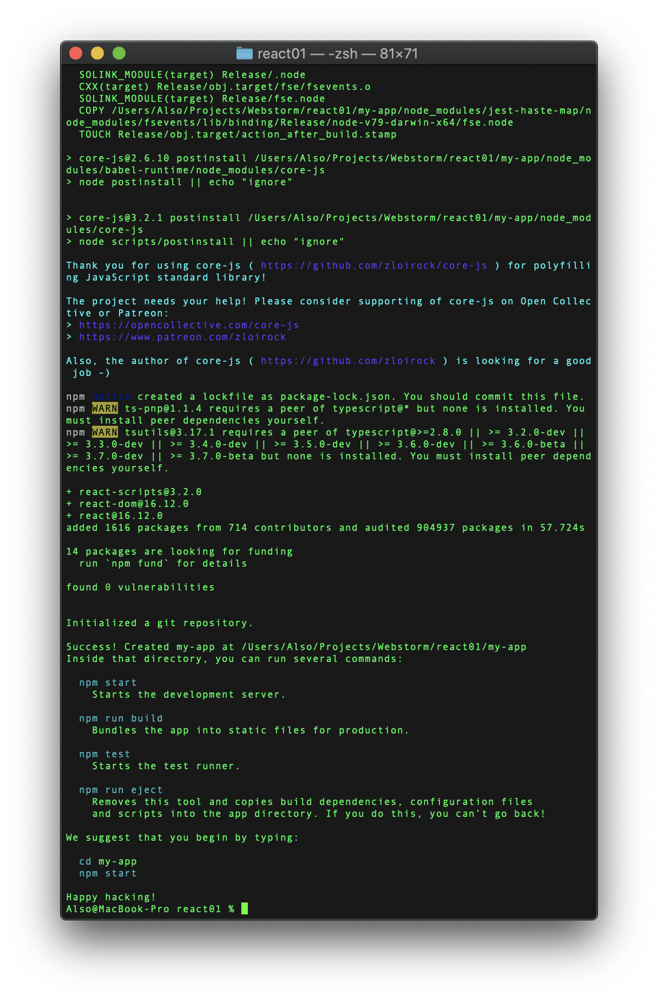 react01 — -zsh — 81×71
SOLINK_MODULE(target) Release/.node
CXX(target) Release/obj.target/fse/fsevents.o
SOLINK_MODULE(target) Release/fse.node
COPY /Users/Also/Projects/Webstorm/react01/my-app/node_modules/jest-haste-map/n
ode_modules/fsevents/lib/binding/Release/node-v79-darwin-x64/fse.node
TOUCH Release/obj.target/action_after_build.stamp
> core-js@2.6.10 postinstall /Users/Also/Projects/Webstorm/react01/my-app/node_mo
dules/babel-runtime/node_modules/core-js
> node postinstall || echo "ignore"
> core-js@3.2.1 postinstall /Users/Also/Projects/Webstorm/react01/my-app/node_mod
ules/core-js
> node scripts/postinstall || echo "ignore"
Thank you for using core-js ( https://github.com/zloirock/core-js ) for polyfilli
ng JavaScript standard library!
The project needs your help! Please consider supporting of core-js on Open Collec
tive or Patreon:
> https://opencollective.com/core-js
> https://www.patreon.com/zloirock
Also, the author of core-js ( https://github.com/zloirock ) is looking for a good
job -)
npm notice created a lockfile as package-lock.json. You should commit this file.
npm WARN ts-pnp@1.1.4 requires a peer of typescript@* but none is installed. You
must install peer dependencies yourself.
npm WARN tsutils@3.17.1 requires a peer of typescript@>=2.8.0 || >= 3.2.0-dev ||
>= 3.3.0-dev || >= 3.4.0-dev || >= 3.5.0-dev || >= 3.6.0-dev || >= 3.6.0-beta ||
>= 3.7.0-dev || >= 3.7.0-beta but none is installed. You must install peer depend
encies yourself.
+ react-scripts@3.2.0
+ react-dom@16.12.0
+ react@16.12.0
added 1616 packages from 714 contributors and audited 904937 packages in 57.724s
14 packages are looking for funding
run `npm fund` for details
found 0 vulnerabilities
Initialized a git repository.
Success! Created my-app at /Users/Also/Projects/Webstorm/react01/my-app
Inside that directory, you can run several commands:
npm start
Starts the development server.
npm run build
Bundles the app into static files for production.
npm test
Starts the test runner.
npm run eject
Removes this tool and copies build dependencies, configuration files
and scripts into the app directory. If you do this, you can’t go back!
We suggest that you begin by typing:
cd my-app
npm start
Happy hacking!
Also@MacBook-Pro react01 %